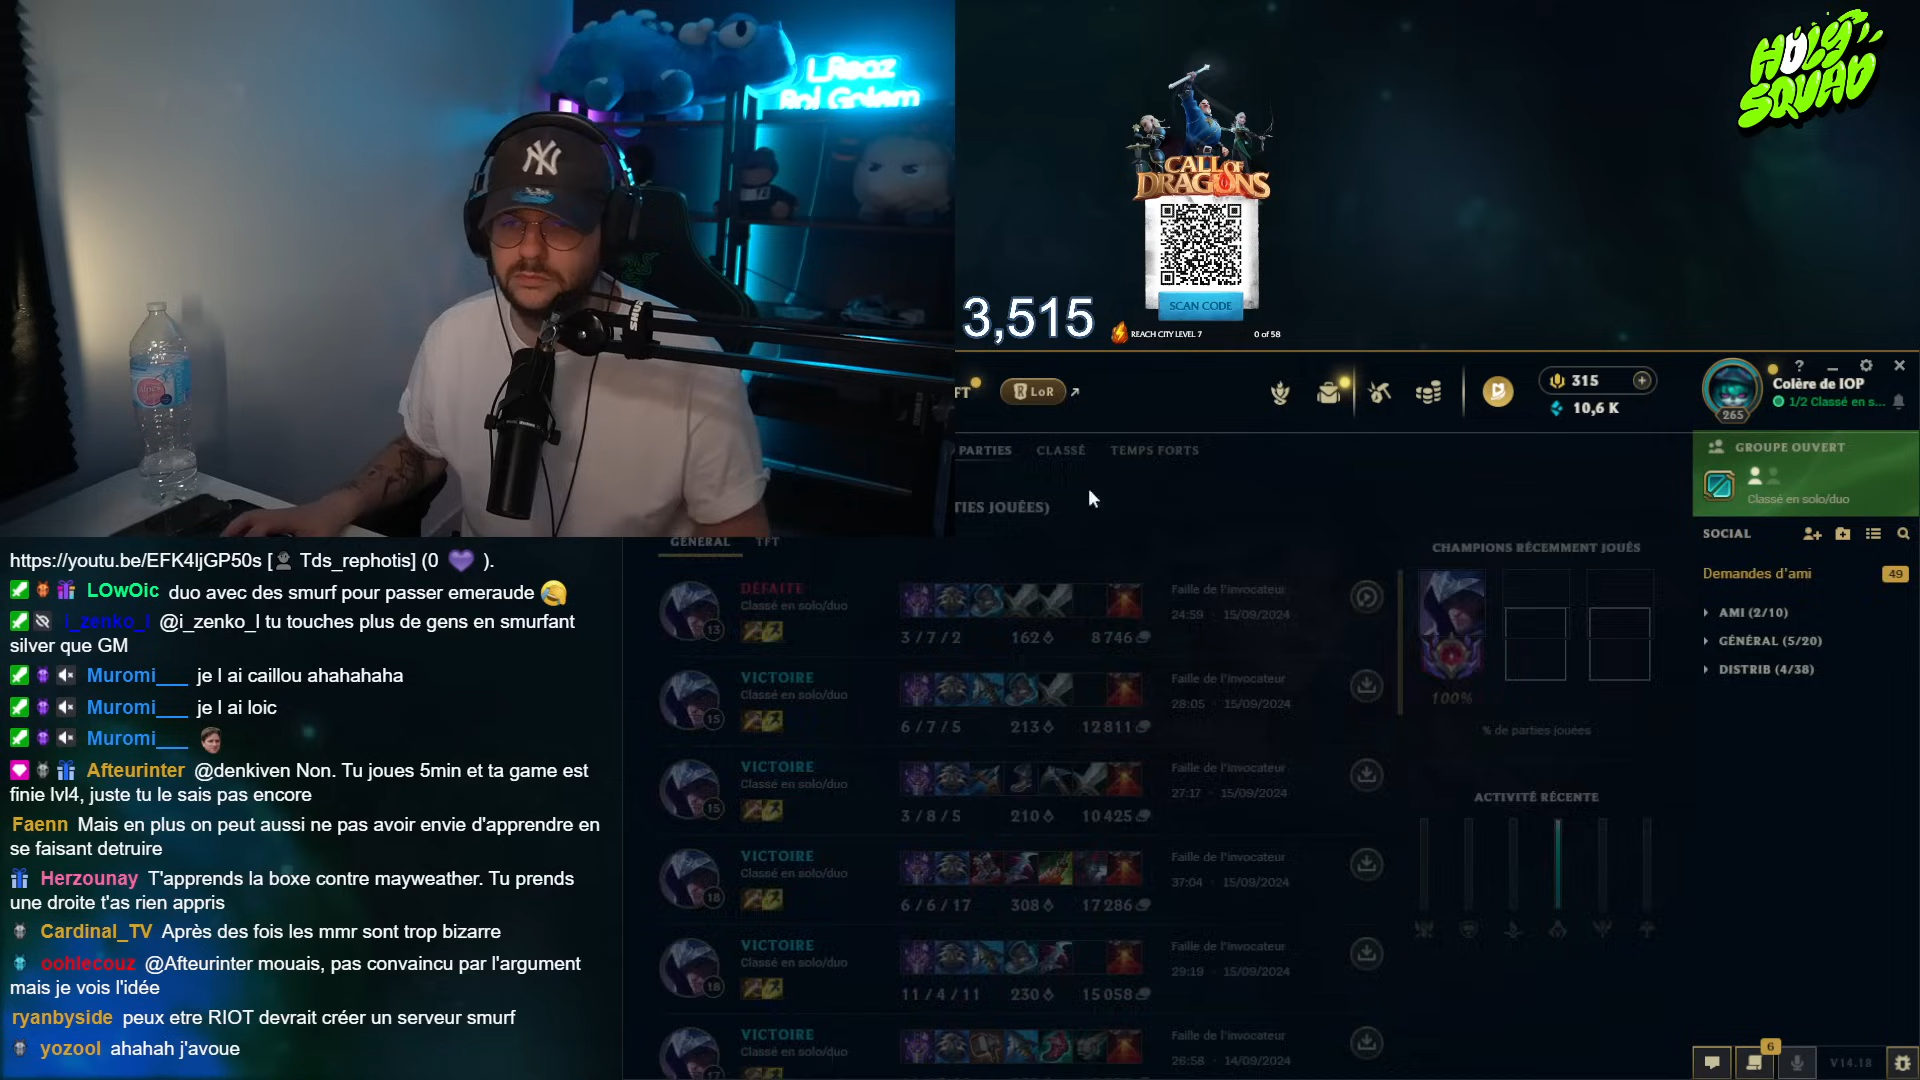 L_Reaz
Bol Golem
NY
SHURE
HOLY
SQUAD
CALL OF
DRAGONS
SCAN CODE
3,515
REACH CITY LEVEL 7
0 of 58
FT
LoR
315
10,6 K
265
Colère de IOP
1/2 Classé en s...
PARTIES
CLASSÉ
TEMPS FORTS
TIES JOUÉES)
GROUPE OUVERT
Classé en solo/duo
SOCIAL
Demandes d'ami
49
AMI (2/10)
GÉNÉRAL (5/20)
DISTRIB (4/38)
GÉNÉRAL
TFT
DÉFAITE
Classé en solo/duo
13
3 / 7 / 2
162
8 746
Faille de l'invocateur
24:59 · 15/09/2024
VICTOIRE
Classé en solo/duo
15
6 / 7 / 5
213
12 811
Faille de l'invocateur
28:05 · 15/09/2024
VICTOIRE
Classé en solo/duo
15
3 / 8 / 5
210
10 425
Faille de l'invocateur
27:17 · 15/09/2024
VICTOIRE
Classé en solo/duo
18
6 / 6 / 17
308
17 286
Faille de l'invocateur
37:04 · 15/09/2024
VICTOIRE
Classé en solo/duo
18
11 / 4 / 11
230
15 058
Faille de l'invocateur
29:19 · 15/09/2024
VICTOIRE
Classé en solo/duo
17
Faille de l'invocateur
26:58 · 14/09/2024
CHAMPIONS RÉCEMMENT JOUÉS
100%
% de parties jouées
ACTIVITÉ RÉCENTE
6
V14.18
https://youtu.be/EFK4ljGP50s [ Tds_rephotis] (0 💜 ).
LOwOic duo avec des smurf pour passer emeraude 😂
i_zenko_l @i_zenko_l tu touches plus de gens en smurfant
silver que GM
Muromi___ je l ai caillou ahahahaha
Muromi___ je l ai loic
Muromi___
Afteurinter @denkiven Non. Tu joues 5min et ta game est
finie lvl4, juste tu le sais pas encore
Faenn Mais en plus on peut aussi ne pas avoir envie d'apprendre en
se faisant detruire
Herzounay T'apprends la boxe contre mayweather. Tu prends
une droite t'as rien appris
Cardinal_TV Après des fois les mmr sont trop bizarre
oohlecouz @Afteurinter mouais, pas convaincu par l'argument
mais je vois l'idée
ryanbyside peux etre RIOT devrait créer un serveur smurf
yozool ahahah j'avoue